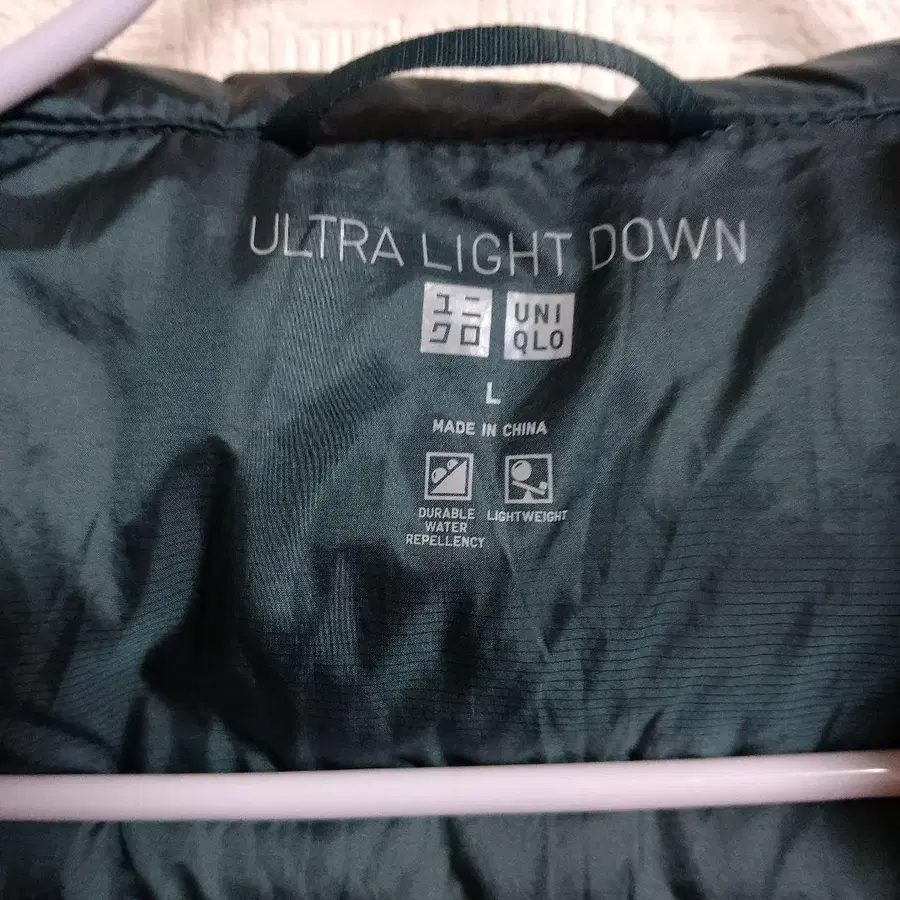 ULTRA LIGHT DOWN
ユニ
クロ
UNI
QLO
L
MADE IN CHINA
DURABLE
WATER
REPELLENCY
LIGHTWEIGHT